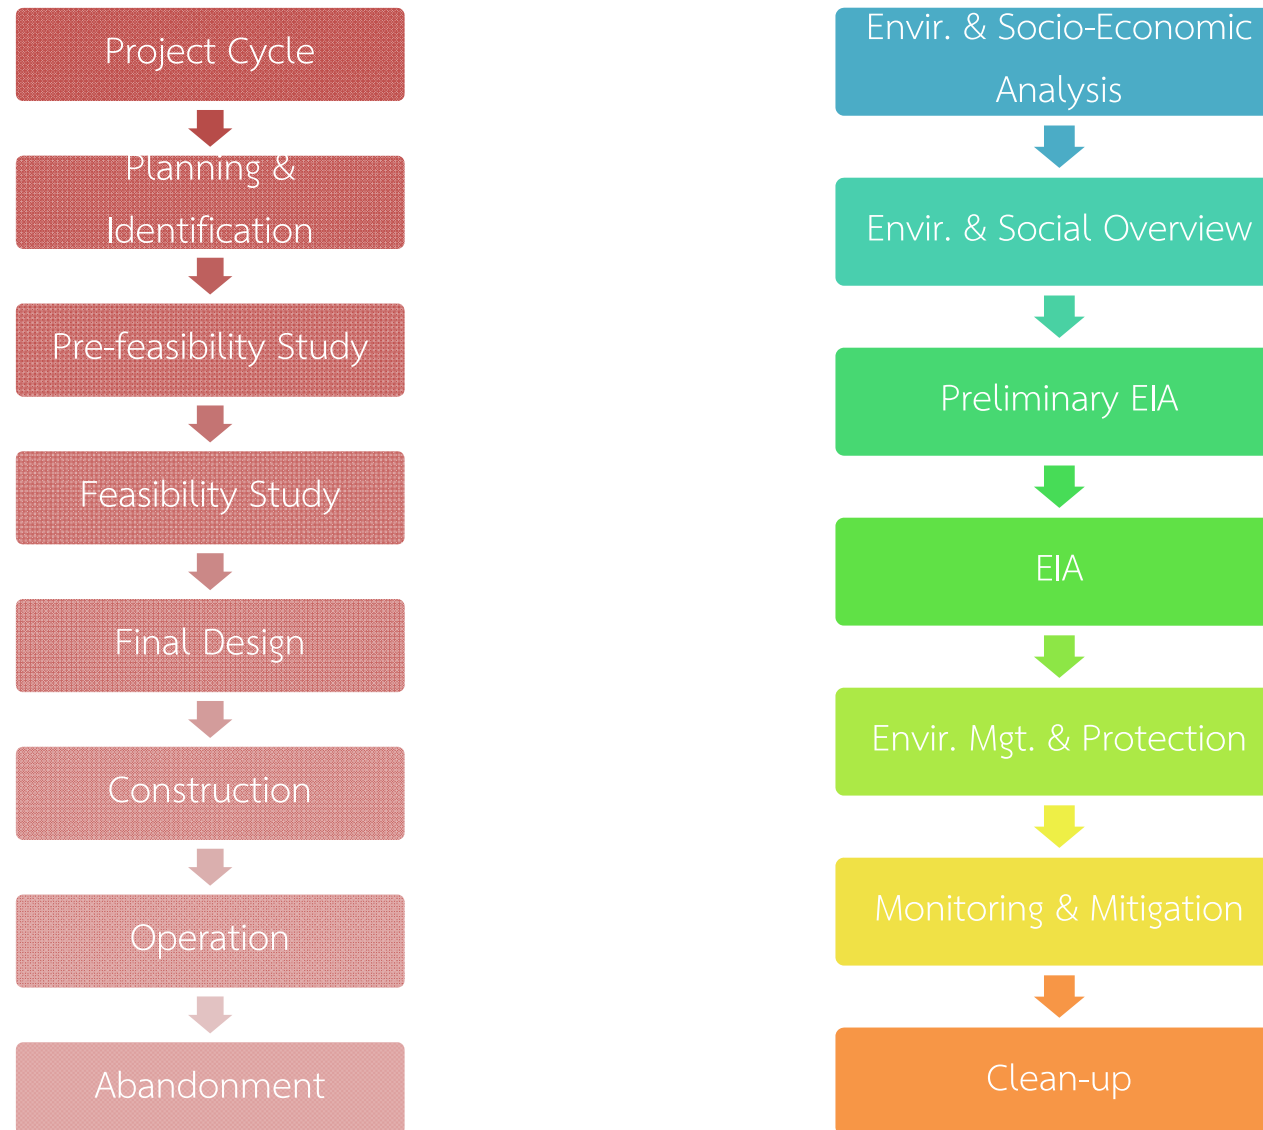 Project Cycle
Planning &
Identification
Pre-feasibility Study
Feasibility Study
Final Design
Construction
Operation
Abandonment
Envir. & Socio-Economic
Analysis
Envir. & Social Overview
Preliminary EIA
EIA
Envir. Mgt. & Protection
Monitoring & Mitigation
Clean-up